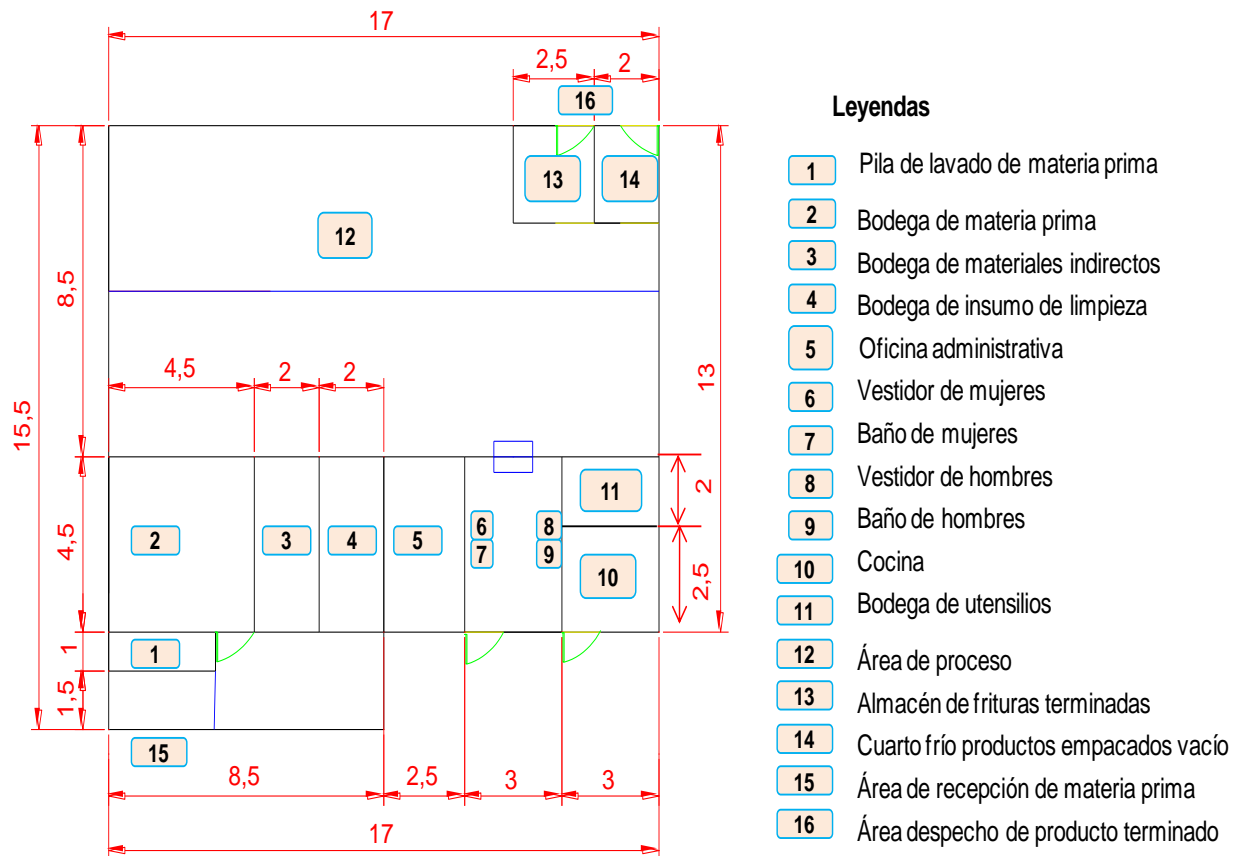 17
2,5
2
16
13
14
12
8,5
15,5
13
4,5
2
2
2
3
4
5
6
7
8
9
11
10
2
2,5
4,5
1
1,5
1
15
8,5
2,5
3
3
17
Leyendas
1 Pila de lavado de materia prima
2 Bodega de materia prima
3 Bodega de materiales indirectos
4 Bodega de insumo de limpieza
5 Oficina administrativa
6 Vestidor de mujeres
7 Baño de mujeres
8 Vestidor de hombres
9 Baño de hombres
10 Cocina
11 Bodega de utensilios
12 Área de proceso
13 Almacén de frituras terminadas
14 Cuarto frío productos empacados vacío
15 Área de recepción de materia prima
16 Área despecho de producto terminado